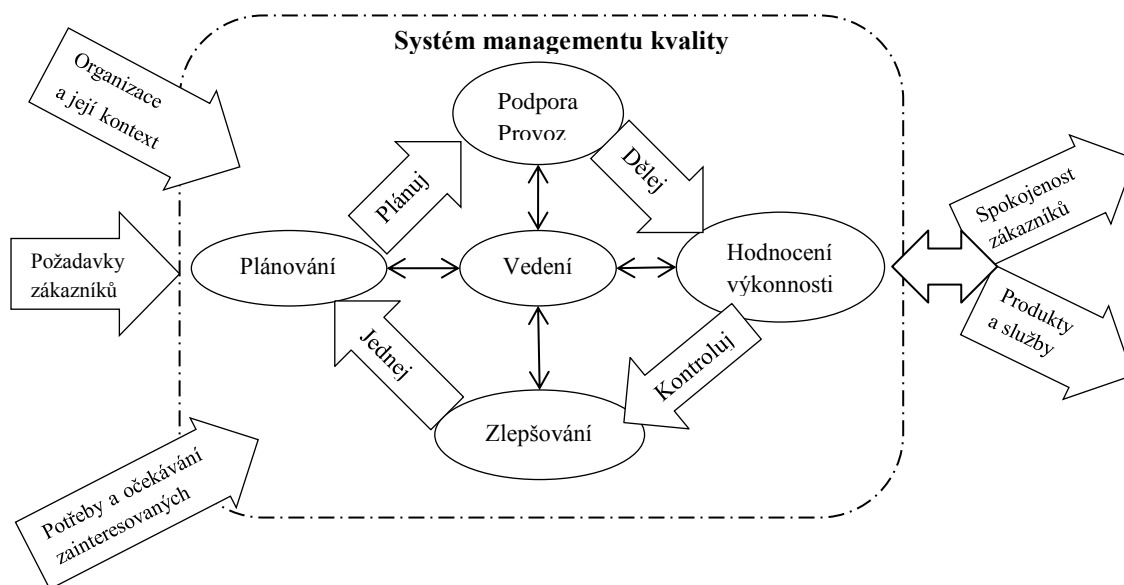 Systém managementu kvality
Organizace
a její kontext
Podpora
Provoz
Plánuj
Dělej
Požadavky
zákazníků
Plánování
Vedení
Hodnocení
výkonnosti
Spokojenost
zákazníků
Produkty
a služby
Jednej
Kontroluj
Zlepšování
Potřeby a očekávání
zainteresovaných